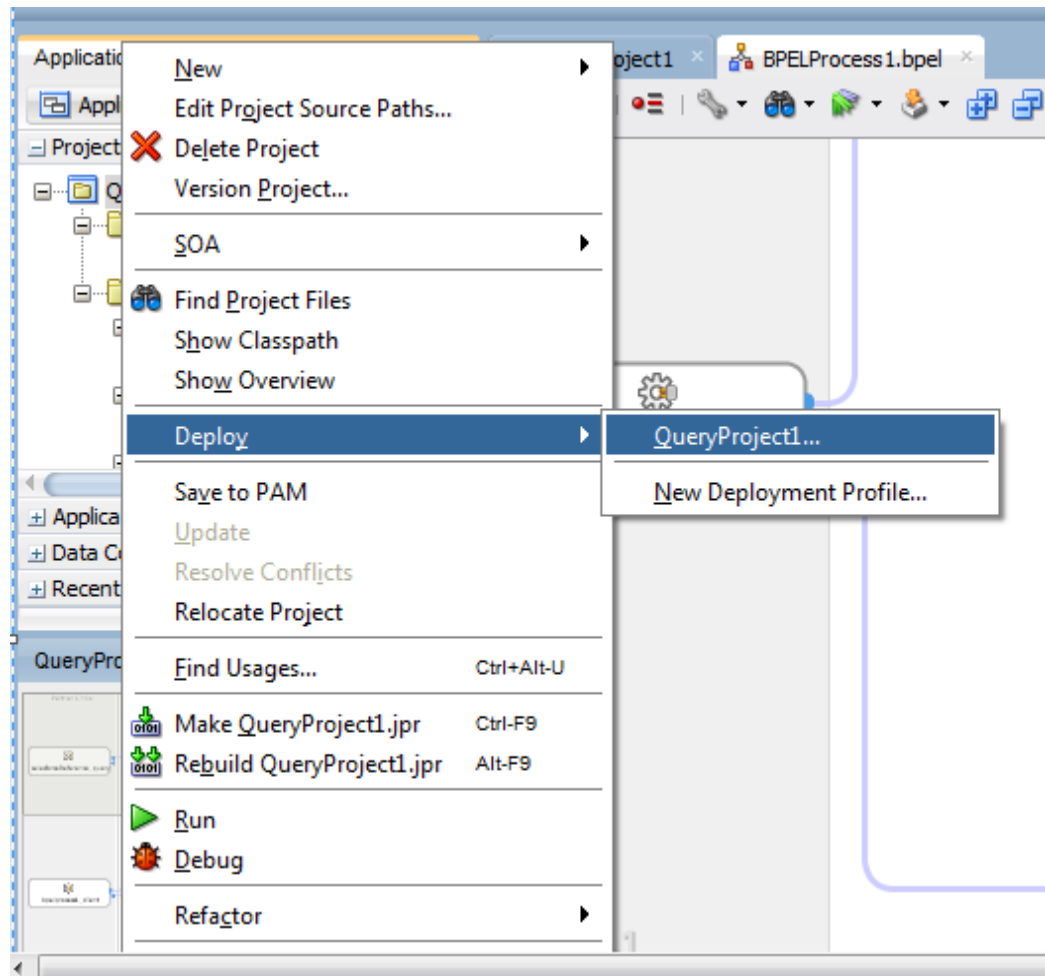 Applicatio
oject1
BPELProcess1.bpel
Appl
Project
Q
New
Edit Project Source Paths...
Delete Project
Version Project...
SOA
Find Project Files
Show Classpath
Show Overview
Deploy
QueryProject1...
New Deployment Profile...
Save to PAM
Update
Resolve Conflicts
Relocate Project
Applica
Data C
Recent
Find Usages... Ctrl+Alt-U
QueryPro
Make QueryProject1.jpr Ctrl-F9
Rebuild QueryProject1.jpr Alt-F9
Run
Debug
Refactor